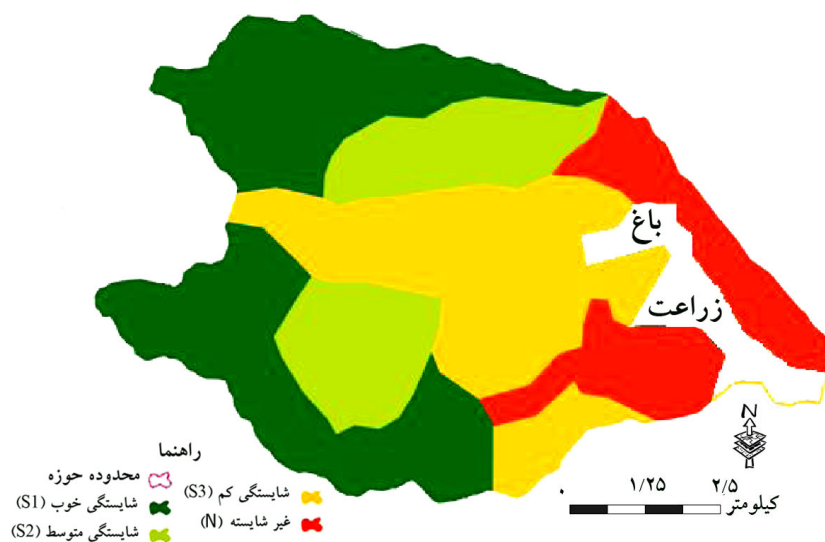 باغ
زراعت
N
راهنما
محدوده حوزه
شایستگی خوب (S1)
شایستگی متوسط (S2)
شایستگی کم (S3)
غیر شایسته (N)
۰ ۱/۲۵ ۲/۵
کیلومتر